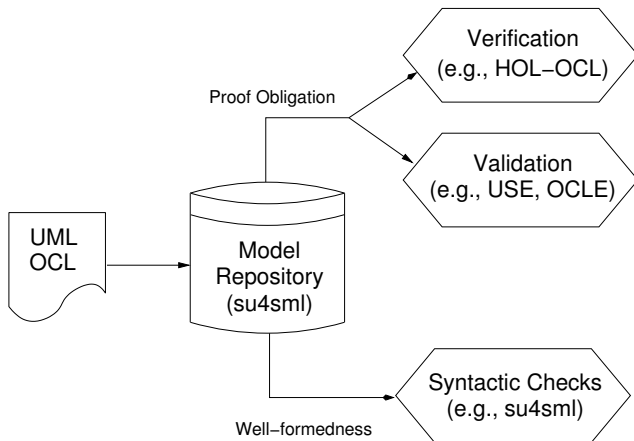 Verification
(e.g., HOL−OCL)
Proof Obligation
Validation
(e.g., USE, OCLE)
UML
OCL
Model
Repository
(su4sml)
Syntactic Checks
(e.g., su4sml)
Well−formedness